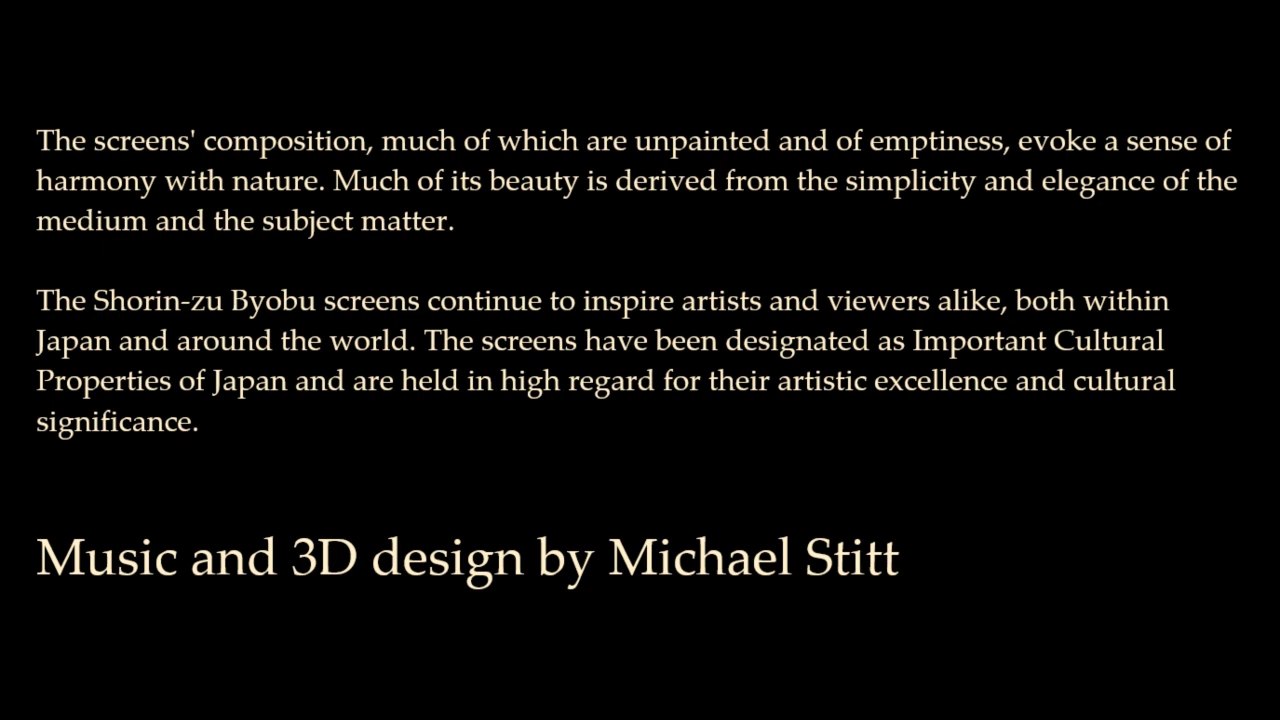 The screens' composition, much of which are unpainted and of emptiness, evoke a sense of
harmony with nature. Much of its beauty is derived from the simplicity and elegance of the
medium and the subject matter.
The Shorin-zu Byobu screens continue to inspire artists and viewers alike, both within
Japan and around the world. The screens have been designated as Important Cultural
Properties of Japan and are held in high regard for their artistic excellence and cultural
significance.
Music and 3D design by Michael Stitt